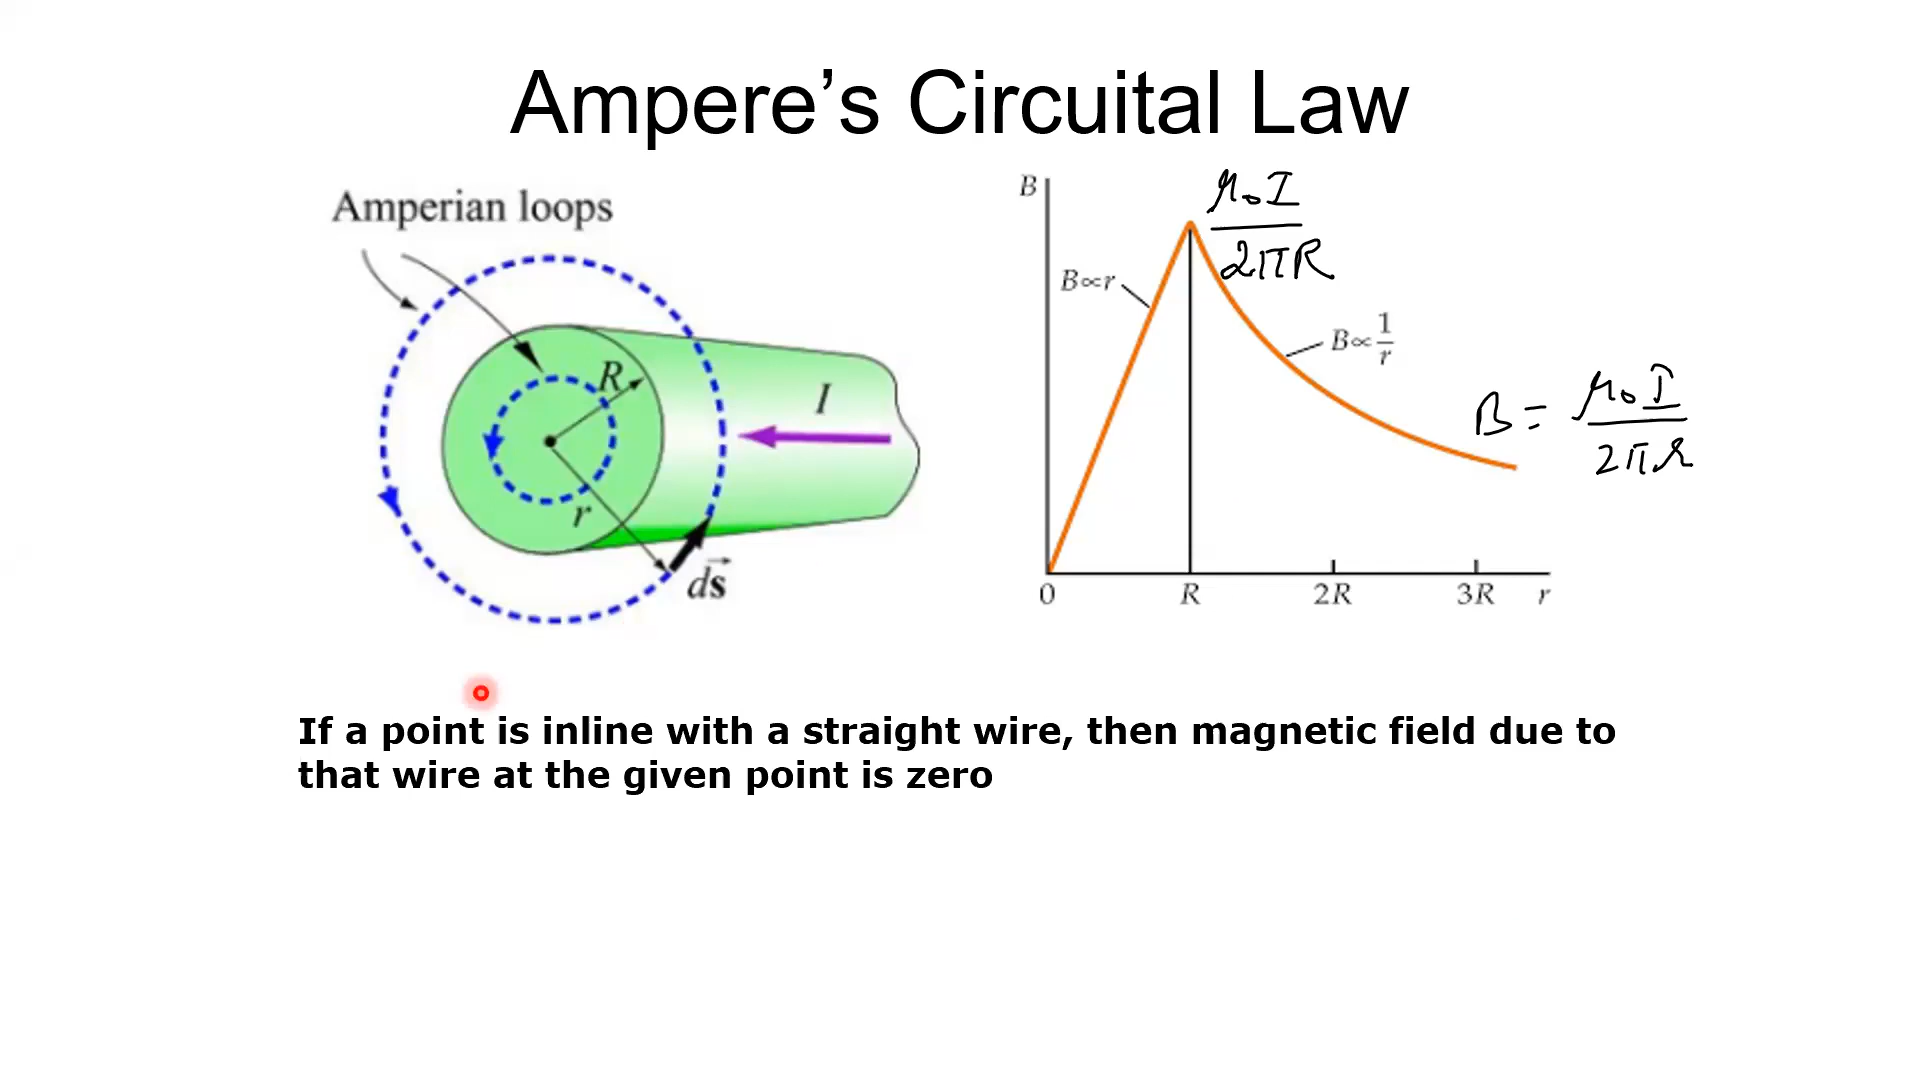 Ampere’s Circuital Law
Amperian loops
R
I
r
ds
B
μ₀I
2πR
B∝r
B∝1/r
B = μ₀I
2πr
0
R
2R
3R
r
If a point is inline with a straight wire, then magnetic field due to
that wire at the given point is zero